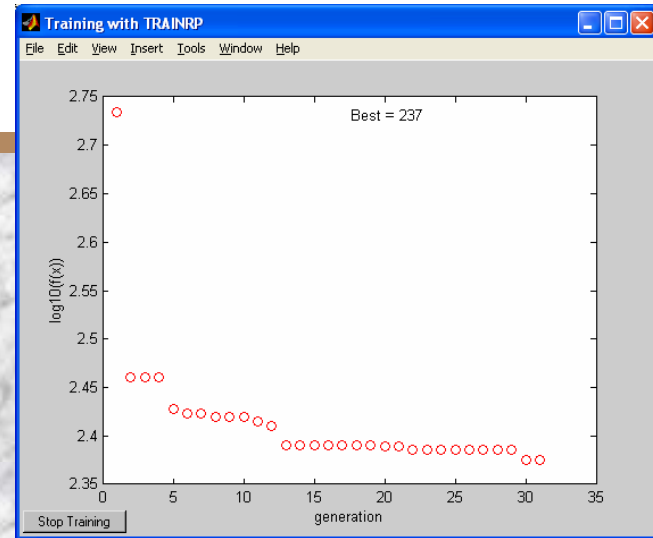 Training with TRAINRP
File Edit View Insert Tools Window Help
Best = 237
2.75
2.7
2.65
2.6
2.55
2.5
2.45
2.4
2.35
log10(f(x))
0 5 10 15 20 25 30 35
generation
Stop Training